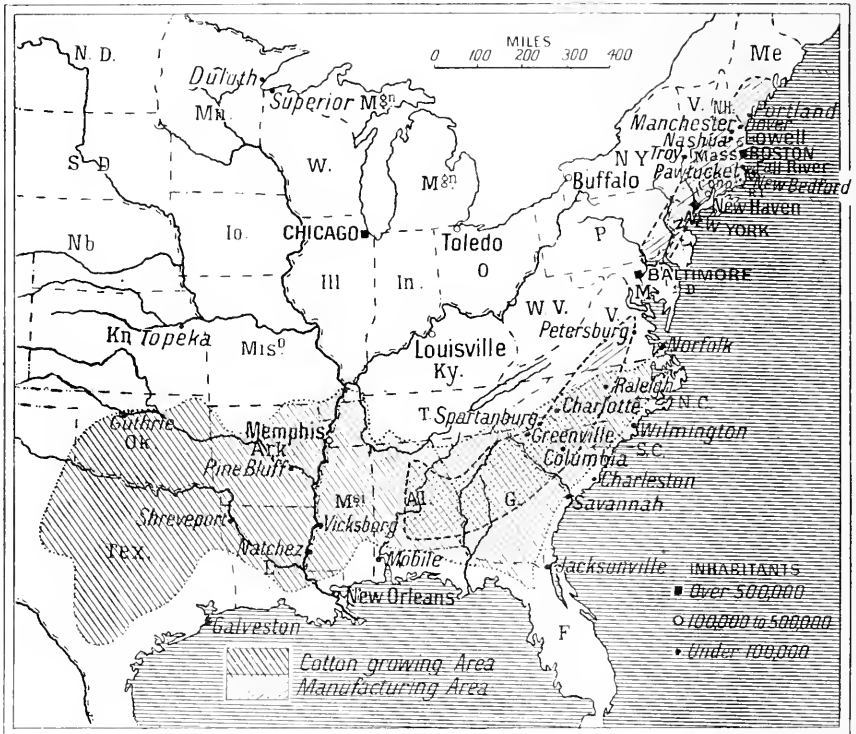 MILES
0 100 200 300 400
N. D.
Me
Duluth
Superior
Mgn
Mn.
V.
NH.
Portland
Manchester
Dover
Nashua
Lowell
S D
W.
Mgn
N Y
Troy
Mass
BOSTON
Pawtucket
Fall River
Buffalo
Conn
R I
New Bedford
New Haven
NEW YORK
Nb
Io.
CHICAGO
Toledo
O
P
Ill
In.
BALTIMORE
M
D
W V.
V.
Petersburg
Kn
Topeka
Miso
Louisville
Ky.
Norfolk
Raleigh
N.C.
T.
Spartanburg
Charlotte
Guthrie
Ok
Memphis
Ark
Greenville
Wilmington
S.C.
Columbia
Pine Bluff
Charleston
Mspi
Al
G.
Savannah
Shreveport
Vicksborg
Tex.
Natchez
L
Mobile
Jacksonville
New Orleans
Galveston
F
INHABITANTS
Over 500,000
100,000 to 500,000
Under 100,000
Cotton growing Area
Manufacturing Area